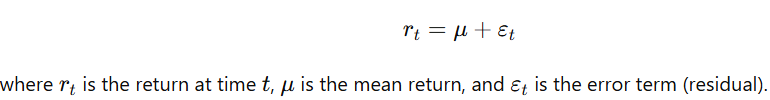 rₜ = μ + εₜ
where rₜ is the return at time t, μ is the mean return, and εₜ is the error term (residual).